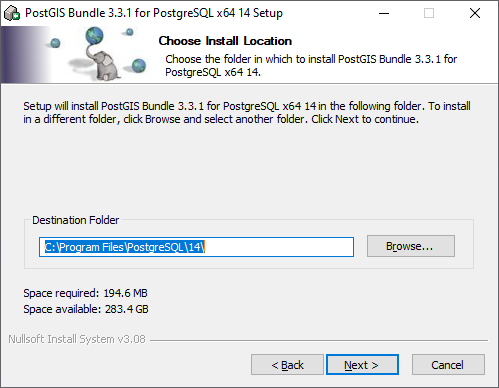 PostGIS Bundle 3.3.1 for PostgreSQL x64 14 Setup
Choose Install Location
Choose the folder in which to install PostGIS Bundle 3.3.1 for
PostgreSQL x64 14.
Setup will install PostGIS Bundle 3.3.1 for PostgreSQL x64 14 in the following folder. To install
in a different folder, click Browse and select another folder. Click Next to continue.
Destination Folder
C:\Program Files\PostgreSQL\14\
Browse...
Space required: 194.6 MB
Space available: 283.4 GB
Nullsoft Install System v3.08
< Back
Next >
Cancel